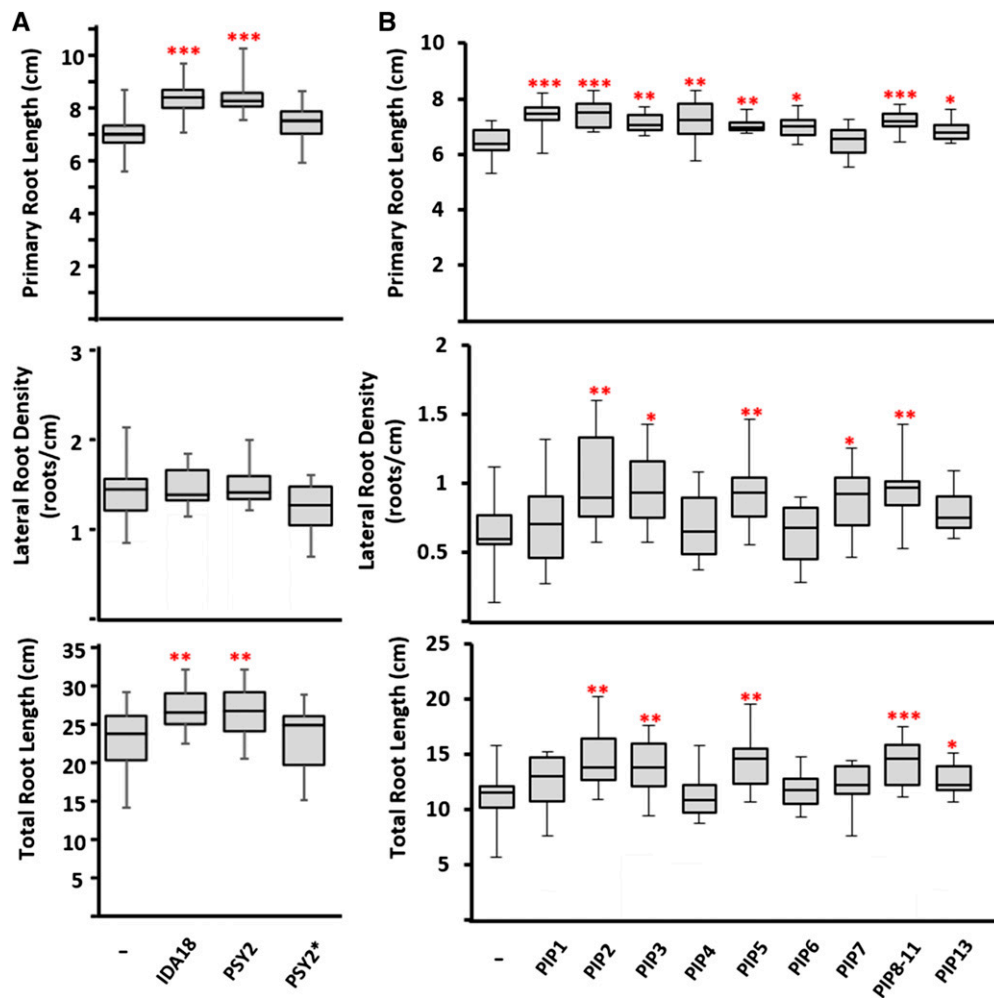 A
Primary Root Length (cm)
10
8
6
4
2
***
***
Lateral Root Density
(roots/cm)
3
2
1
Total Root Length (cm)
35
30
25
20
15
10
5
**
**
–
IDA18
PSY2
PSY2*
B
Primary Root Length (cm)
10
8
6
4
2
***
***
**
**
**
*
***
*
Lateral Root Density
(roots/cm)
2
1.5
1
0.5
**
*
**
*
**
Total Root Length (cm)
25
20
15
10
5
**
**
**
***
*
–
PIP1
PIP2
PIP3
PIP4
PIP5
PIP6
PIP7
PIP8-11
PIP13